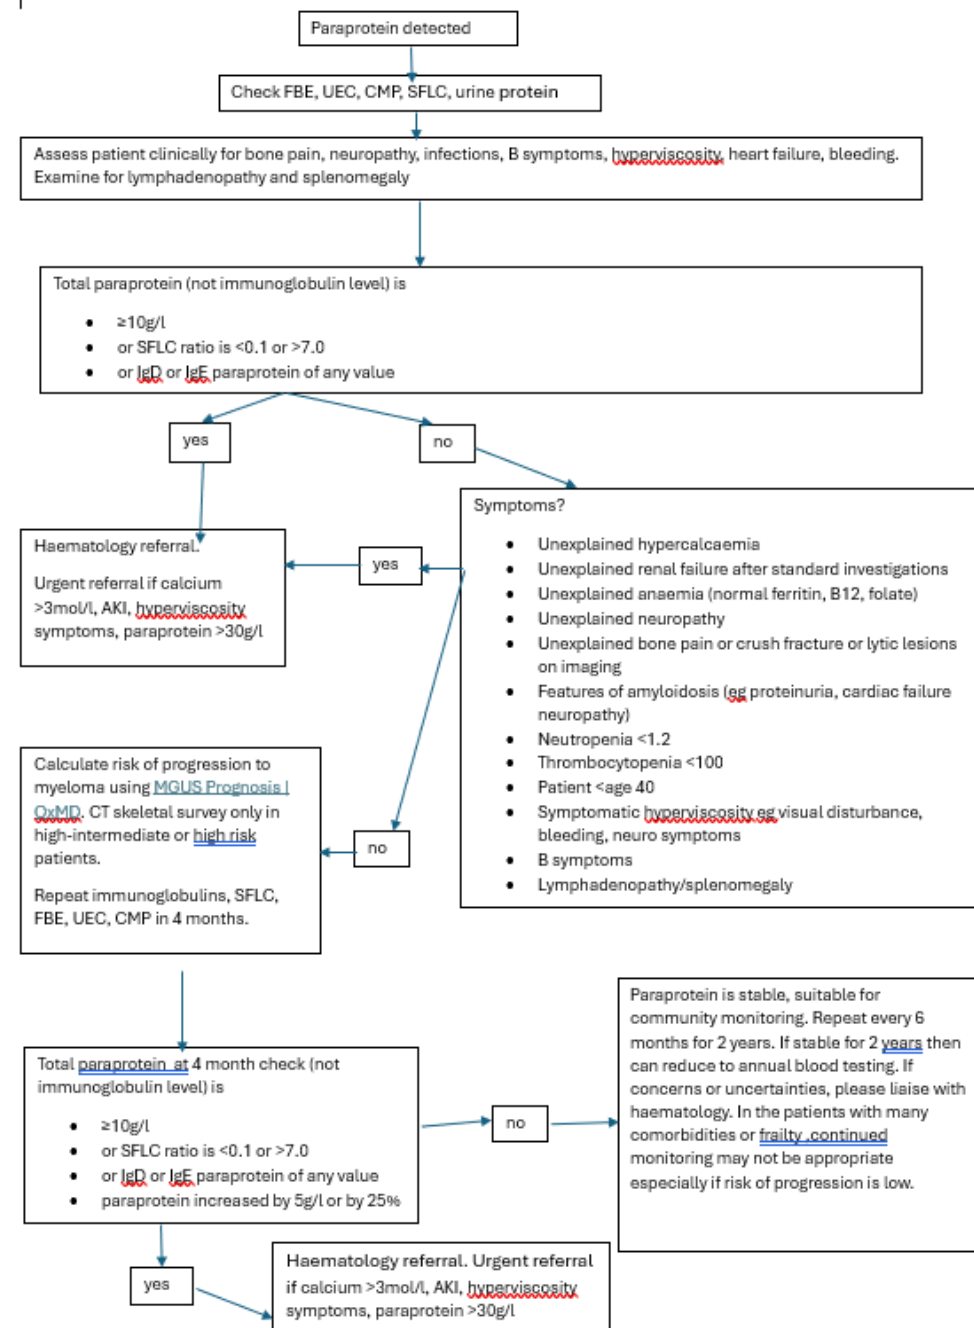 Paraprotein detected
Check FBE, UEC, CMP, SFLC, urine protein
Assess patient clinically for bone pain, neuropathy, infections, B symptoms, hyperviscosity, heart failure, bleeding.
Examine for lymphadenopathy and splenomegaly
Total paraprotein (not immunoglobulin level) is
• ≥10g/l
• or SFLC ratio is <0.1 or >7.0
• or IgD or IgE paraprotein of any value
yes
no
Symptoms?
• Unexplained hypercalcaemia
• Unexplained renal failure after standard investigations
• Unexplained anaemia (normal ferritin, B12, folate)
• Unexplained neuropathy
• Unexplained bone pain or crush fracture or lytic lesions
on imaging
• Features of amyloidosis (eg proteinuria, cardiac failure
neuropathy)
• Neutropenia <1.2
• Thrombocytopenia <100
• Patient <age 40
• Symptomatic hyperviscosity eg visual disturbance,
bleeding, neuro symptoms
• B symptoms
• Lymphadenopathy/splenomegaly
yes
Haematology referral.
Urgent referral if calcium
>3mol/l, AKI, hyperviscosity
symptoms, paraprotein >30g/l
no
Calculate risk of progression to
myeloma using MGUS Prognosis |
QxMD. CT skeletal survey only in
high-intermediate or high risk
patients.
Repeat immunoglobulins, SFLC,
FBE, UEC, CMP in 4 months.
Total paraprotein at 4 month check (not
immunoglobulin level) is
• ≥10g/l
• or SFLC ratio is <0.1 or >7.0
• or IgD or IgE paraprotein of any value
• paraprotein increased by 5g/l or by 25%
no
Paraprotein is stable, suitable for
community monitoring. Repeat every 6
months for 2 years. If stable for 2 years then
can reduce to annual blood testing. If
concerns or uncertainties, please liaise with
haematology. In the patients with many
comorbidities or frailty ,continued
monitoring may not be appropriate
especially if risk of progression is low.
yes
Haematology referral. Urgent referral
if calcium >3mol/l, AKI, hyperviscosity
symptoms, paraprotein >30g/l